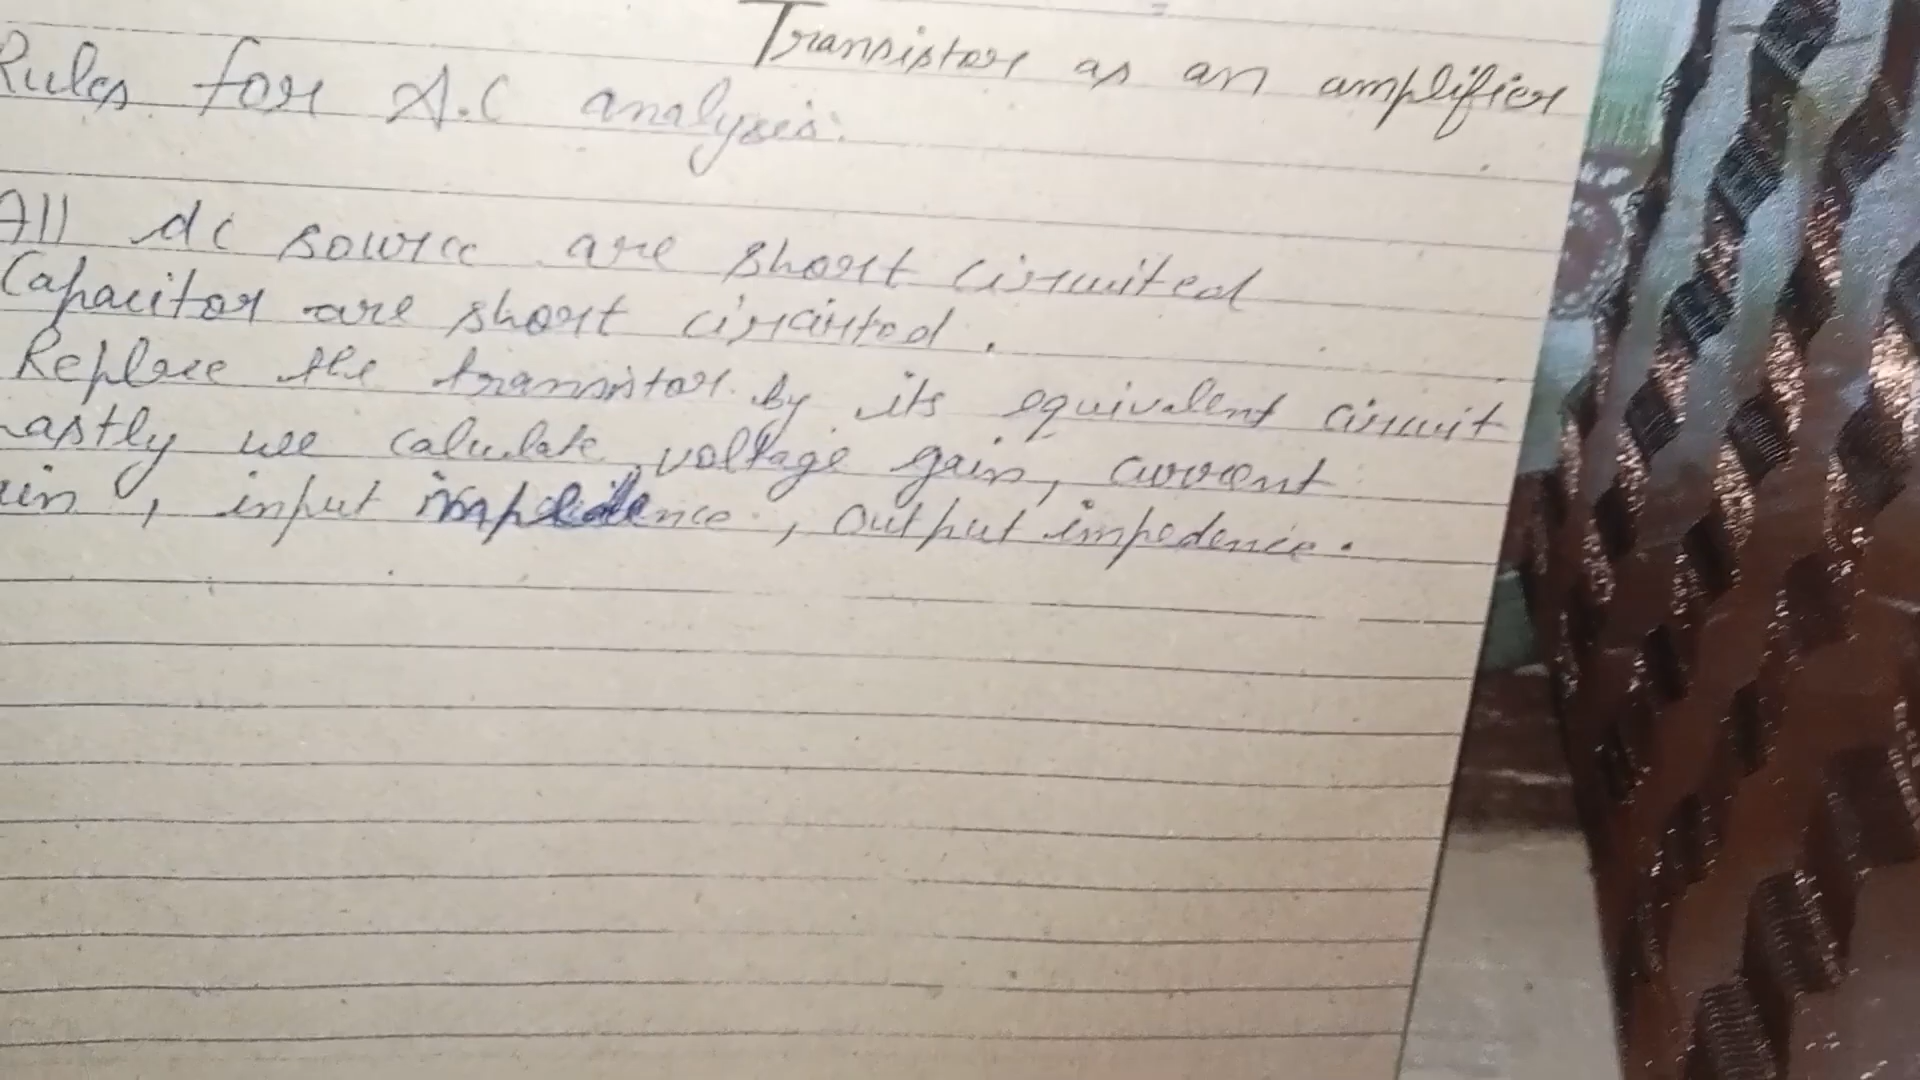 Transistor as an amplifier
Rules for A.C analysis:
All dc source are short circuited
Capacitor are short circuited.
Replace the transistor by its equivalent circuit
Lastly we calculate voltage gain, current
ain, input impedence, output impedence.